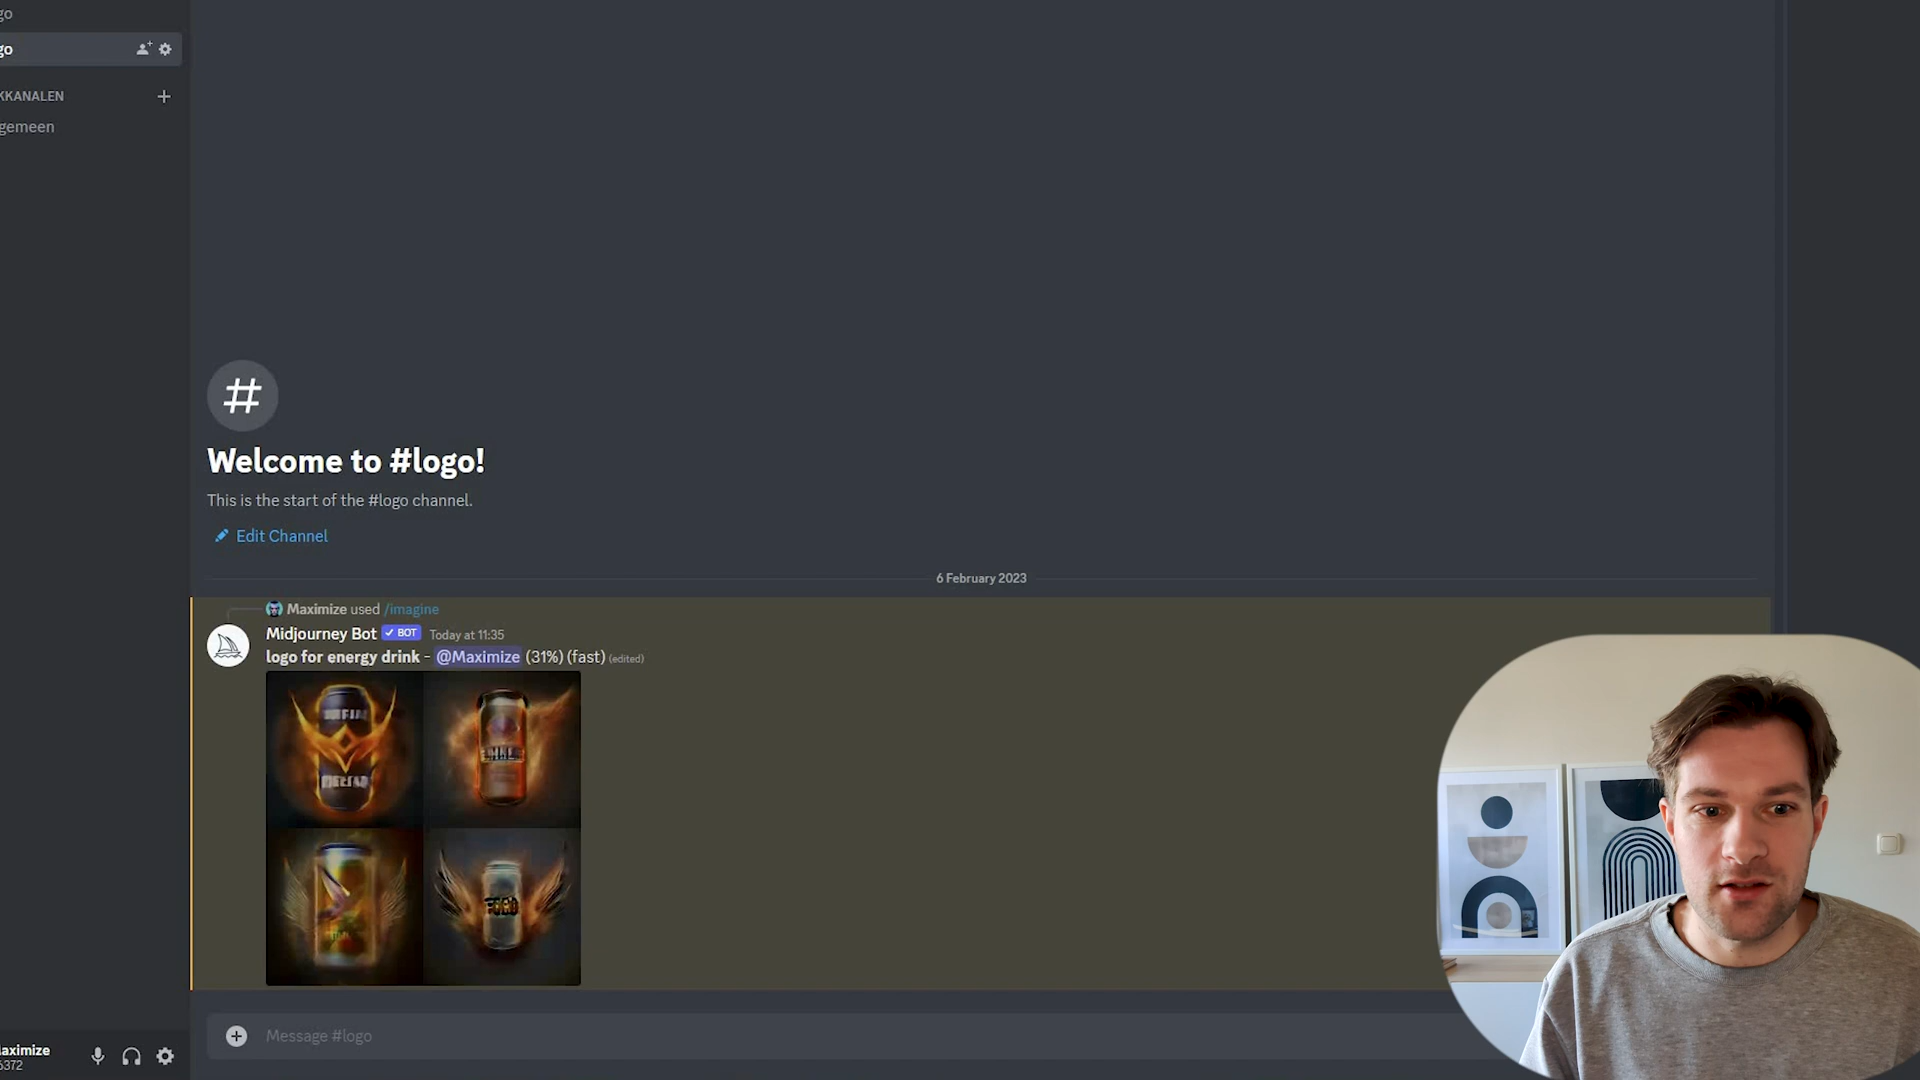 go
go
KKANALEN
gemeen
Welcome to #logo!
This is the start of the #logo channel.
Edit Channel
6 February 2023
Maximize used /imagine
Midjourney Bot BOT Today at 11:35
logo for energy drink - @Maximize (31%) (fast) (edited)
Message #logo
aximize
6372